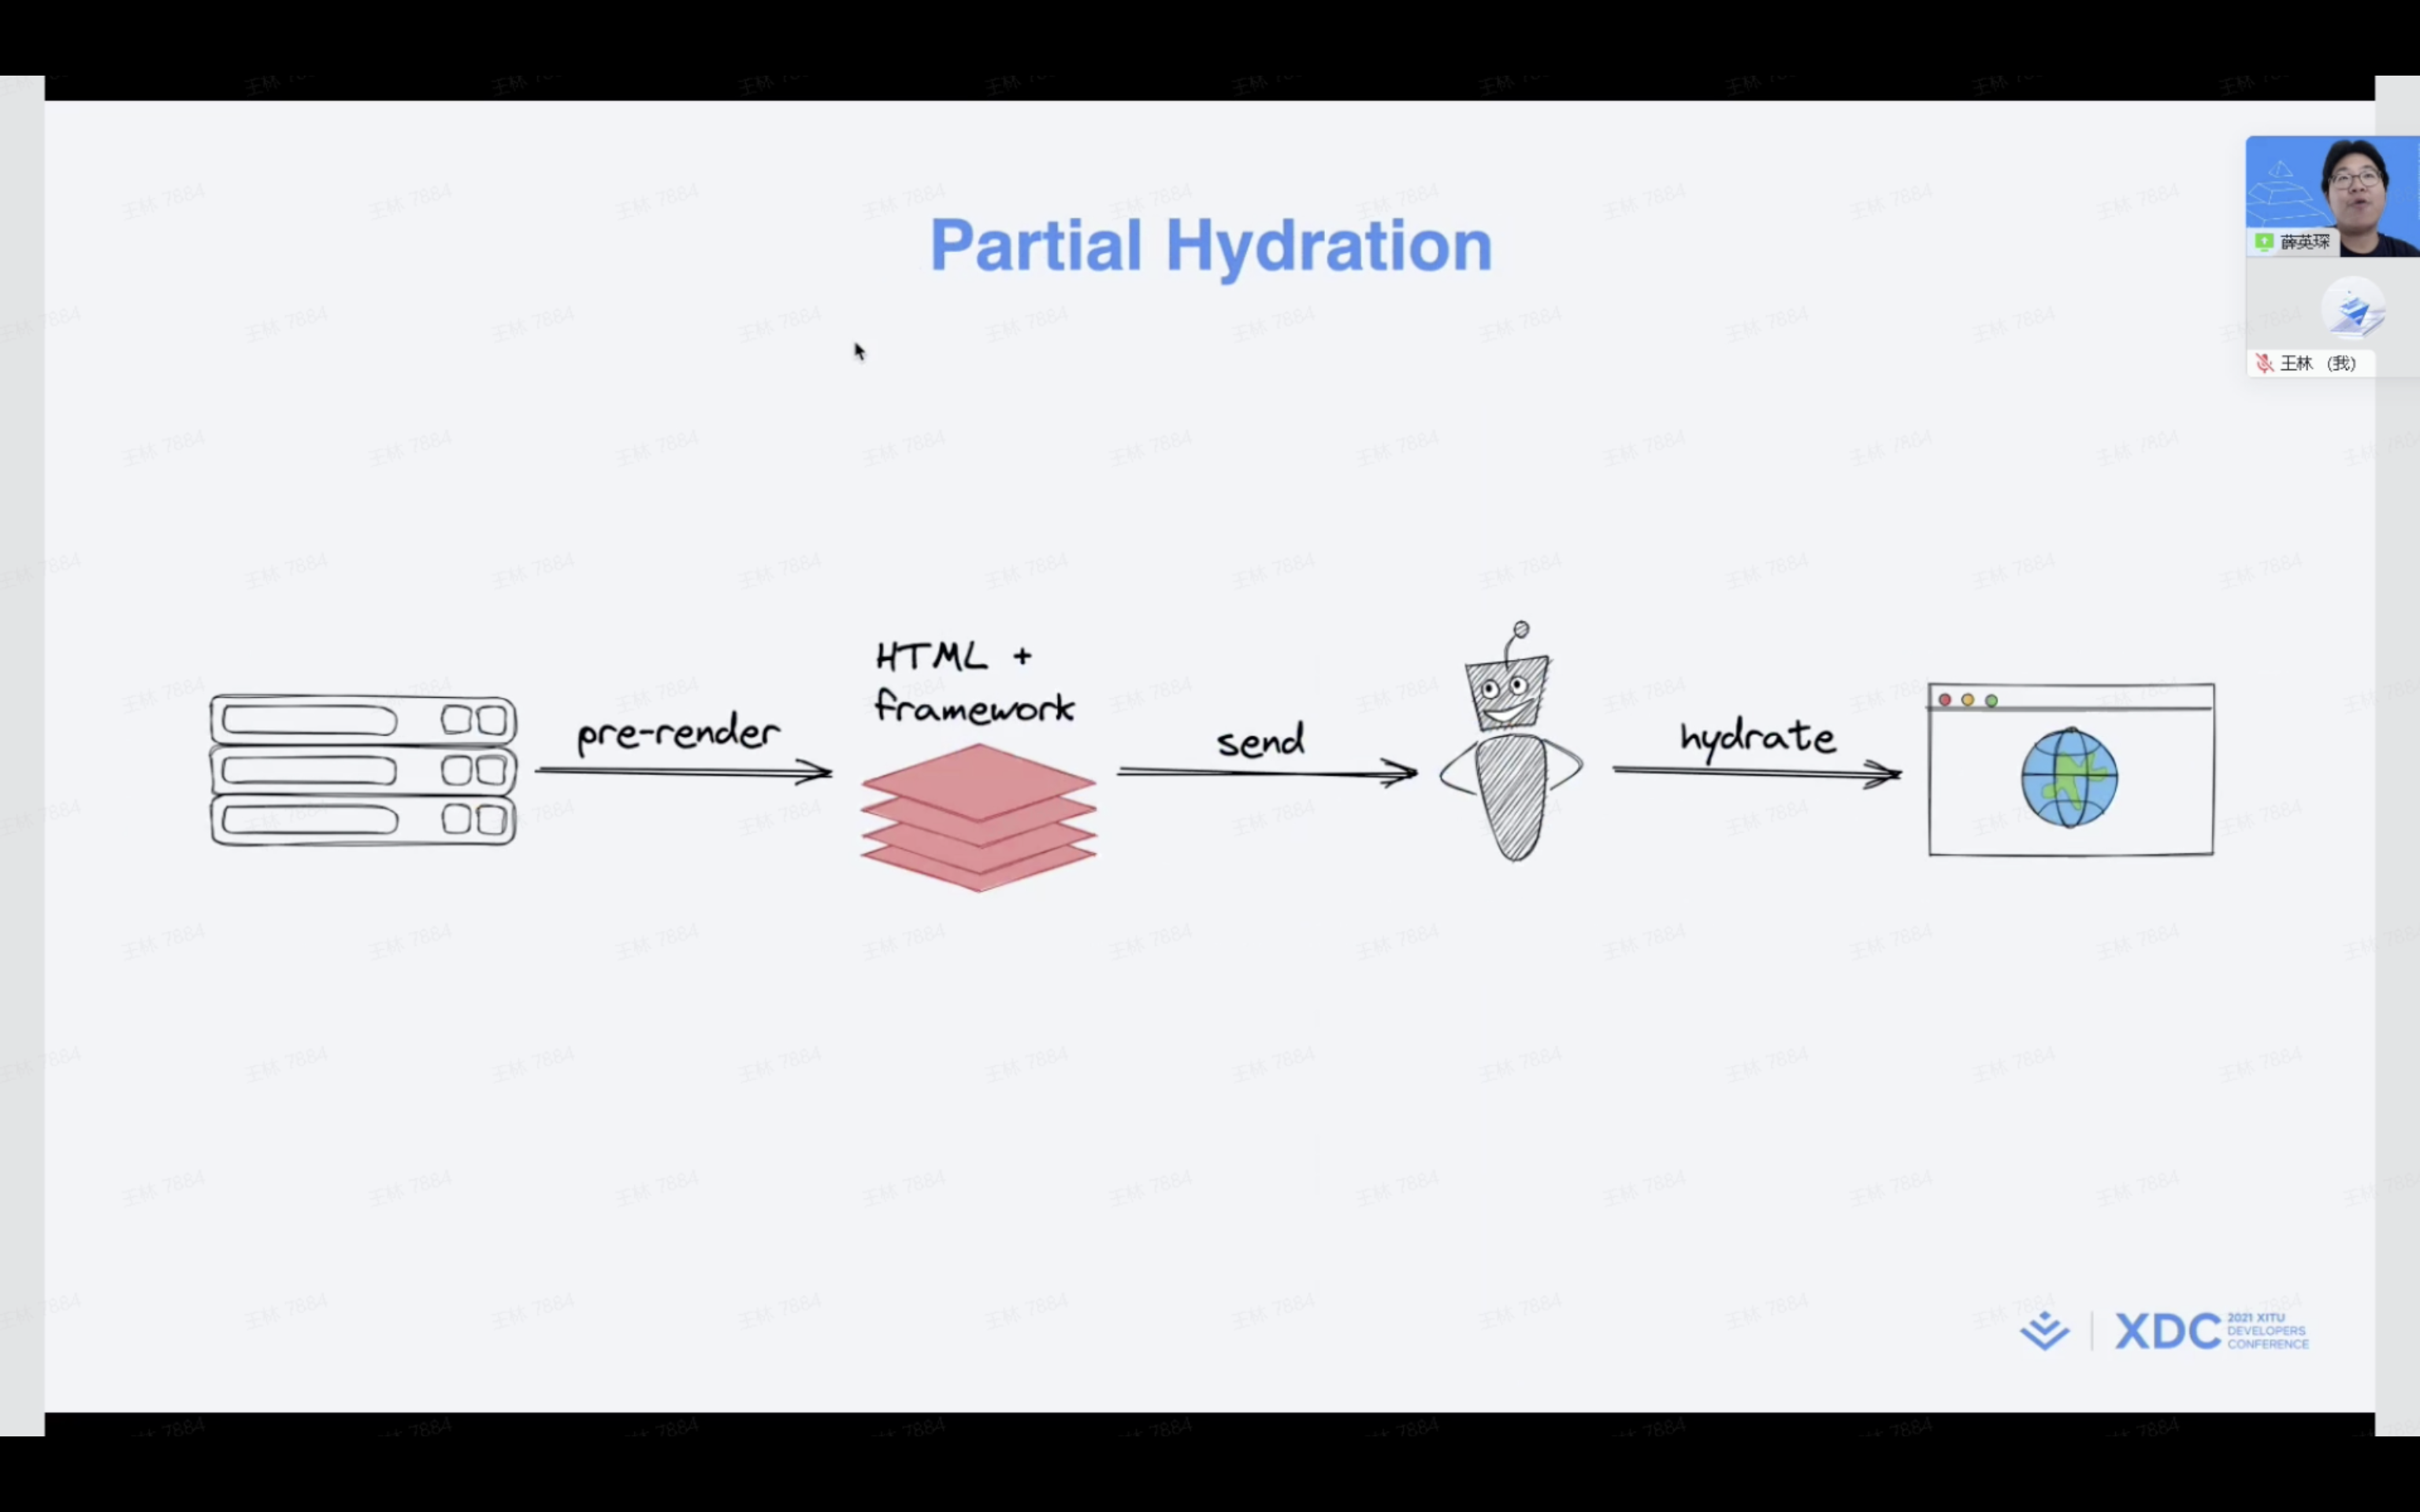 Partial Hydration
薛英琛
王林 (我)
HTML +
framework
pre-render
send
hydrate
XDC
2021 XITU
DEVELOPERS
CONFERENCE
王林 7884